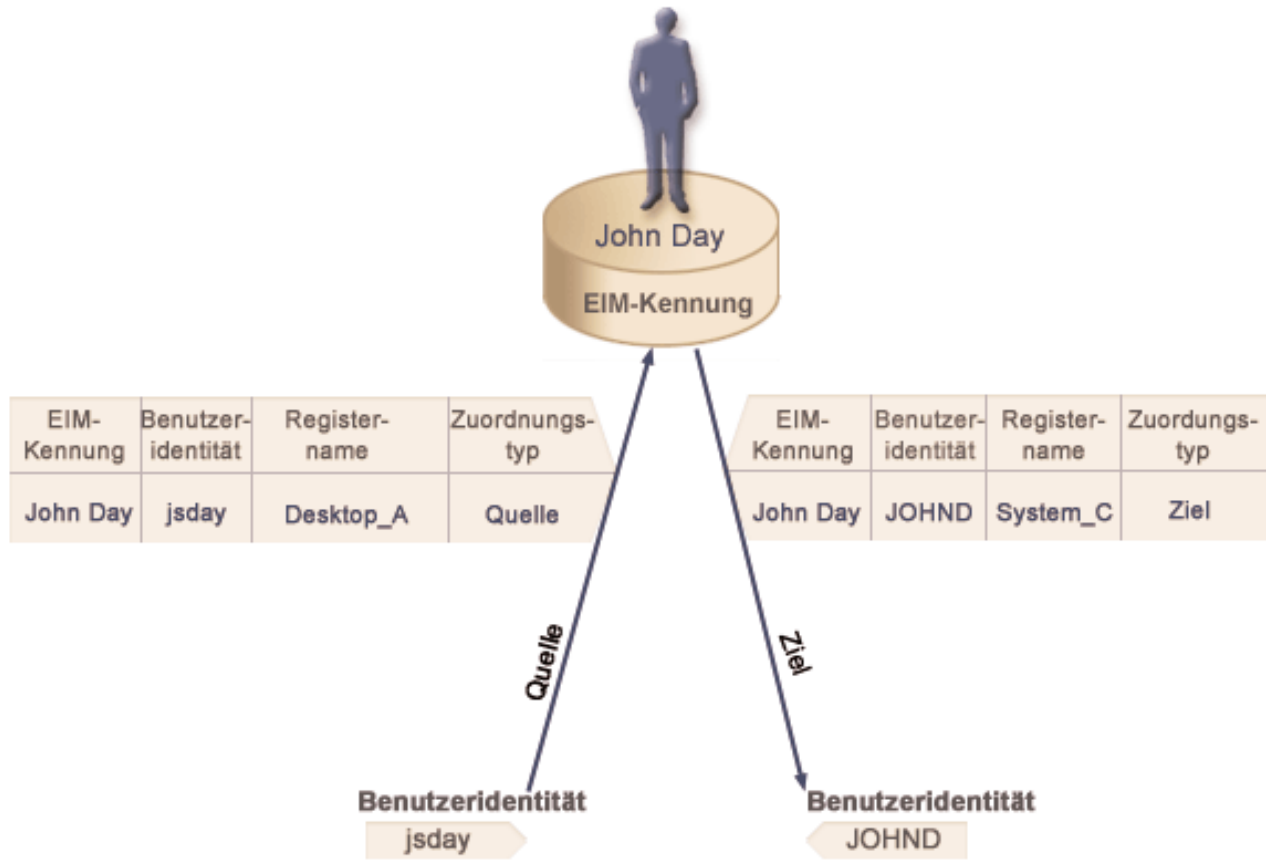 John Day
EIM-Kennung
EIM-
Kennung
Benutzer-
identität
Register-
name
Zuordnungs-
typ
John Day
jsday
Desktop_A
Quelle
EIM-
Kennung
Benutzer-
identität
Register-
name
Zuordungs-
typ
John Day
JOHND
System_C
Ziel
Quelle
Ziel
Benutzeridentität
jsday
Benutzeridentität
JOHND